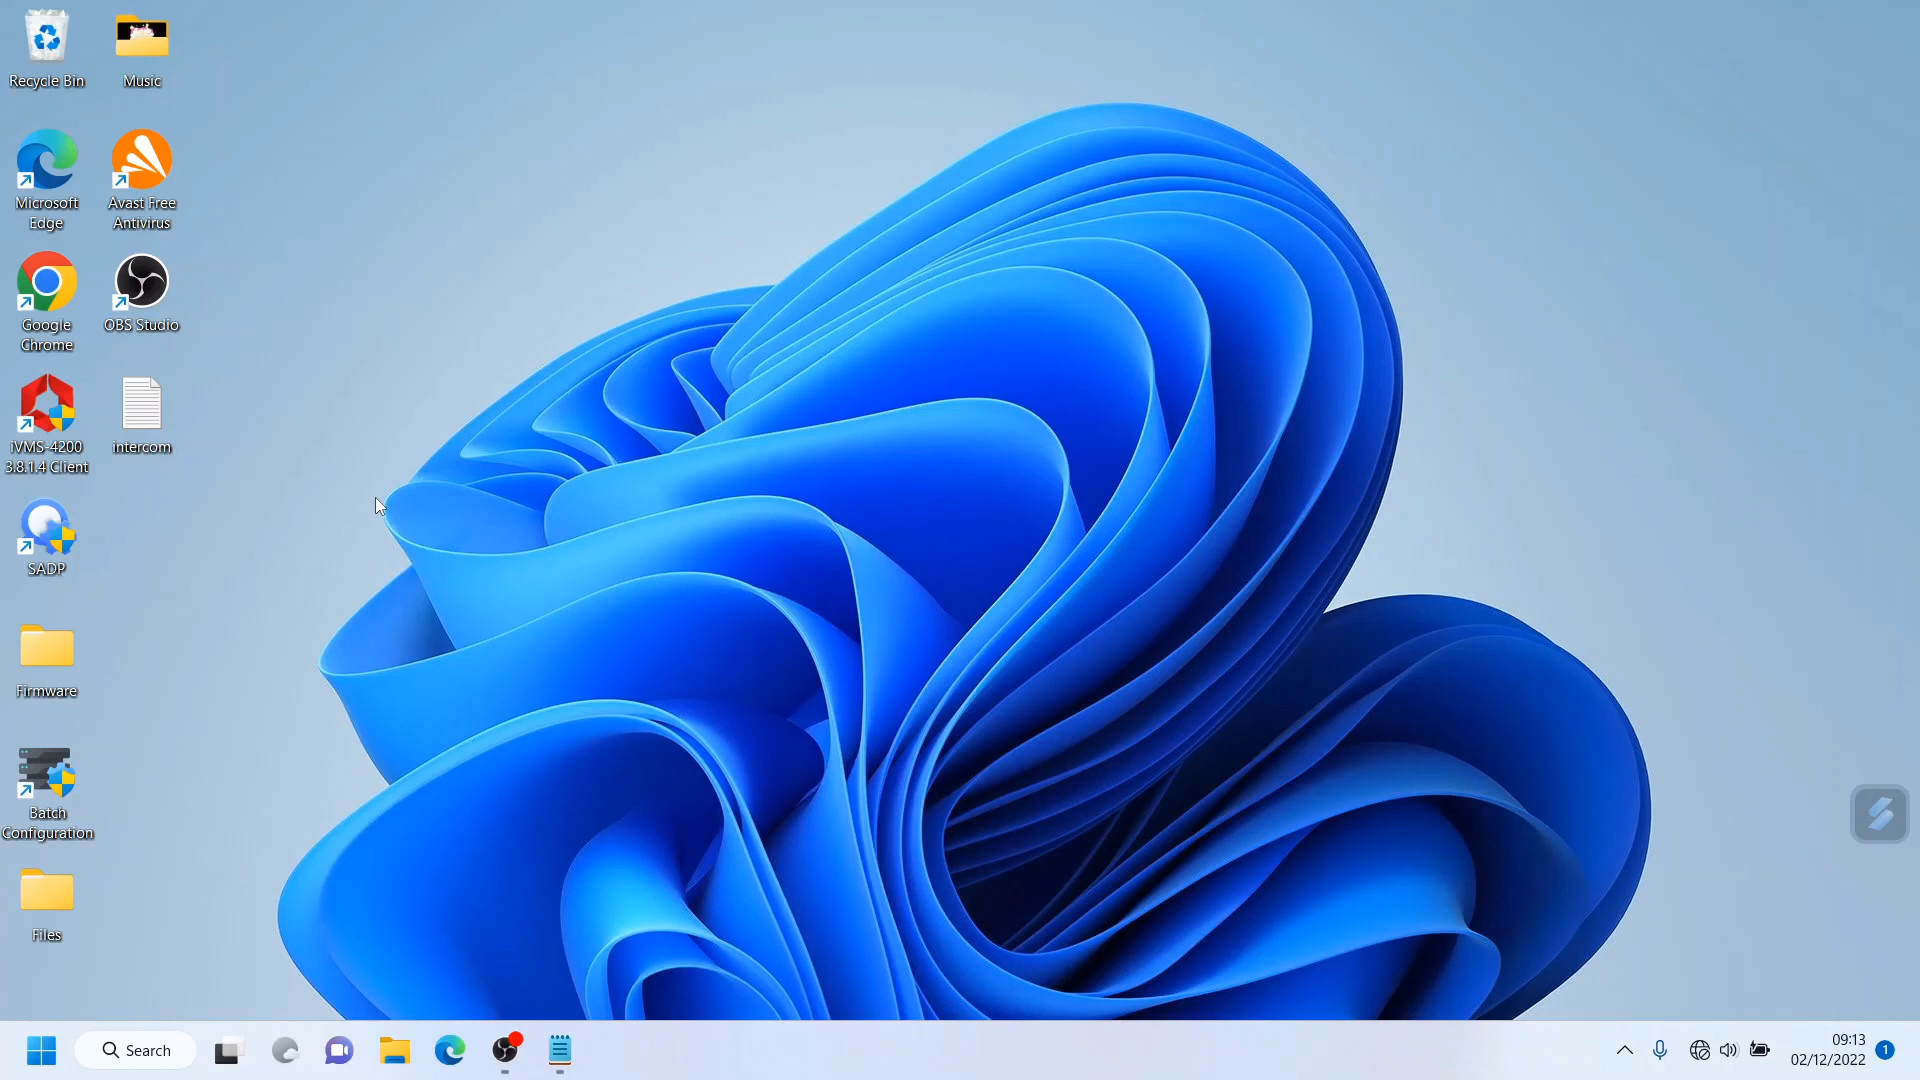 Recycle Bin
Music
Microsoft
Edge
Avast Free
Antivirus
Google
Chrome
OBS Studio
iVMS-4200
3.8.1.4 Client
intercom
SADP
Firmware
Batch
Configuration
Files
Search
09:13
02/12/2022
1